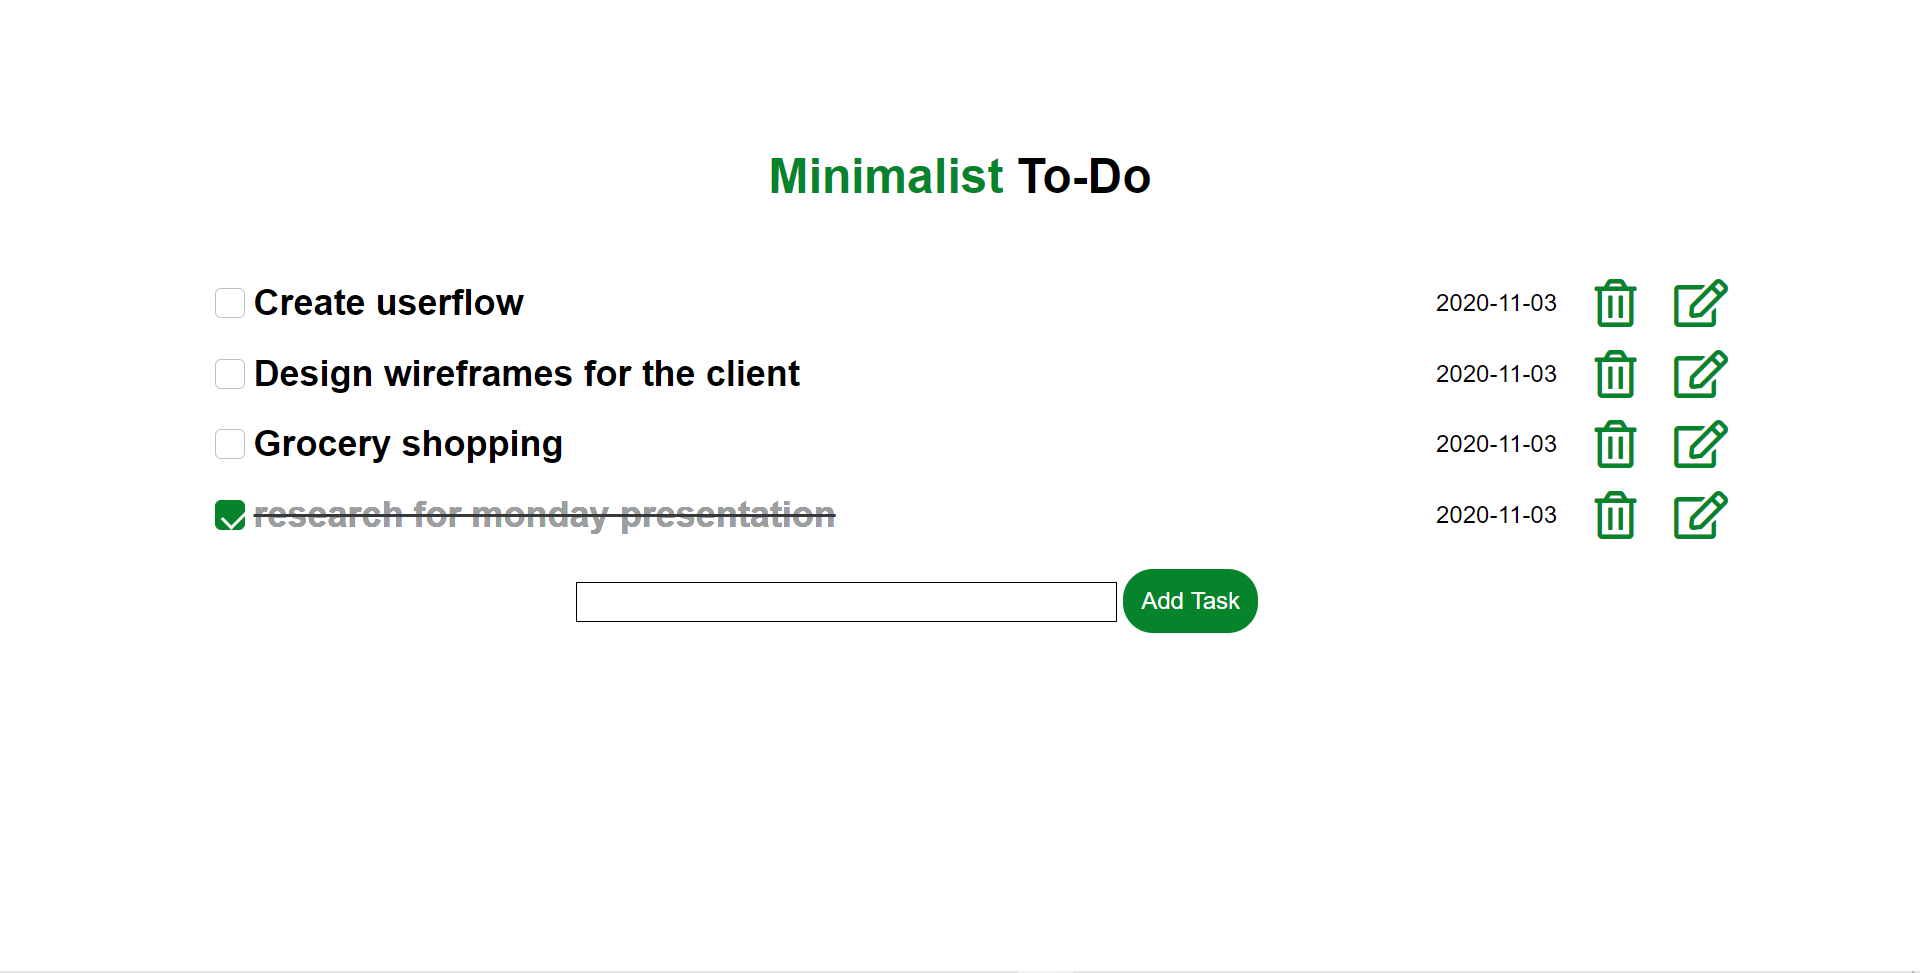 Minimalist To-Do
Create userflow 2020-11-03
Design wireframes for the client 2020-11-03
Grocery shopping 2020-11-03
research for monday presentation 2020-11-03
Add Task